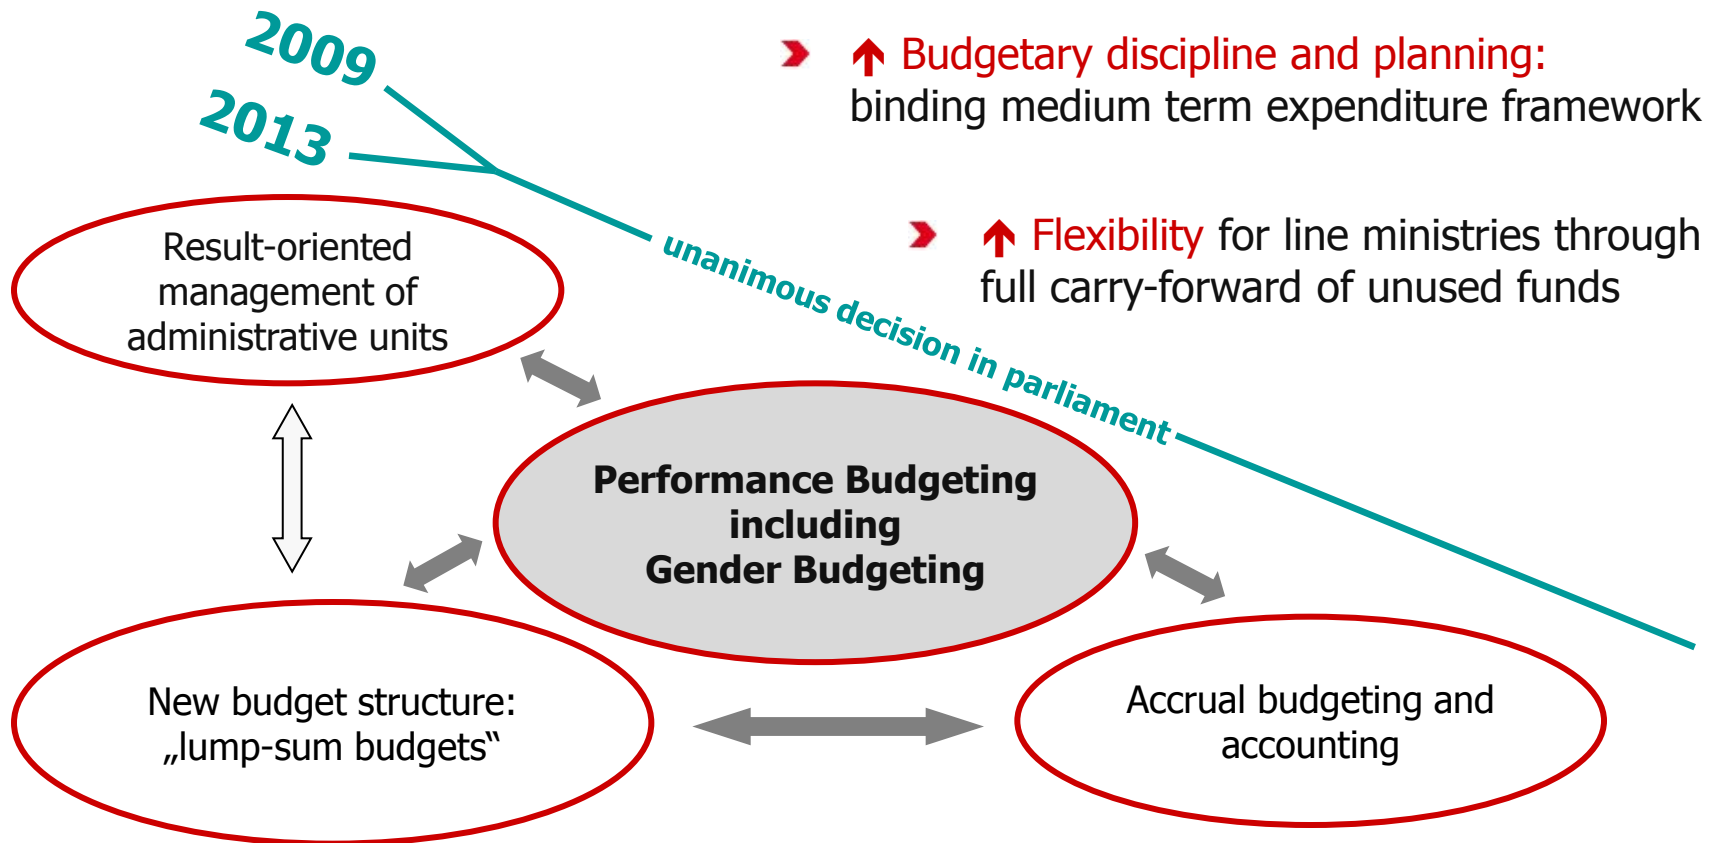 2009
2013
↑ Budgetary discipline and planning:
binding medium term expenditure framework
↑ Flexibility for line ministries through
full carry-forward of unused funds
unanimous decision in parliament
Result-oriented
management of
administrative units
Performance Budgeting
including
Gender Budgeting
New budget structure:
„lump-sum budgets“
Accrual budgeting and
accounting